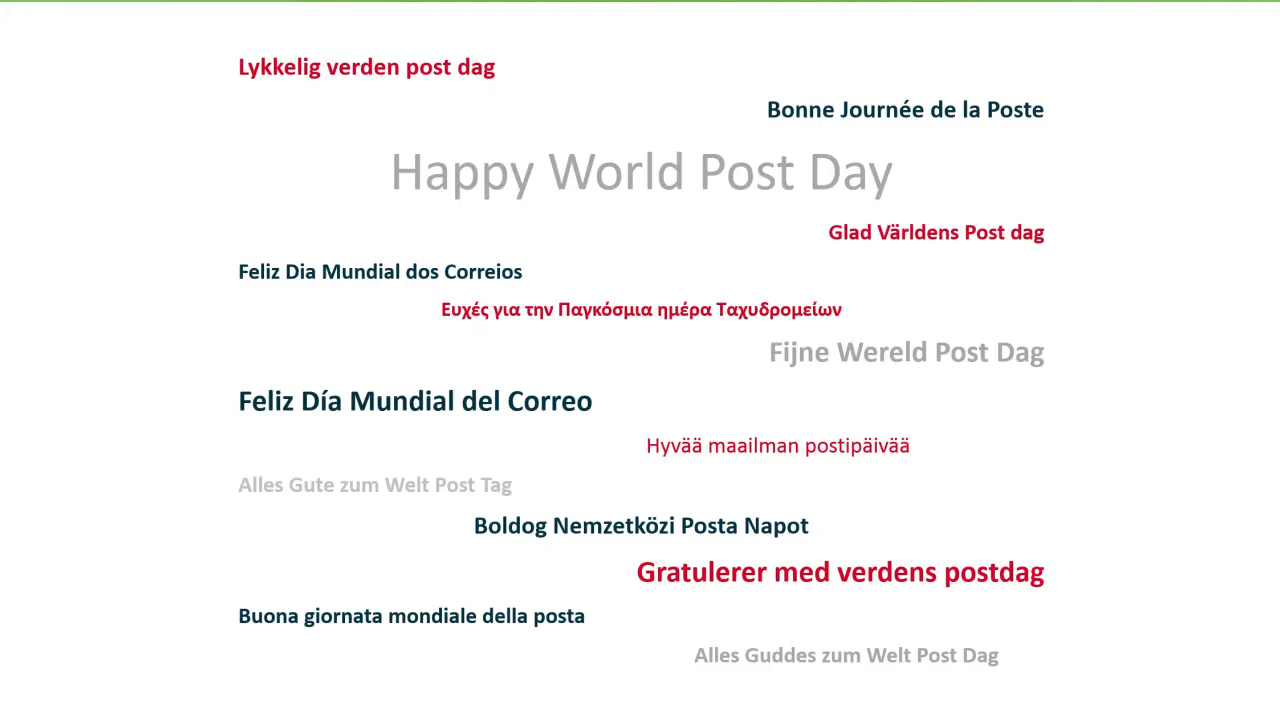 Lykkelig verden post dag
Bonne Journée de la Poste
Happy World Post Day
Glad Världens Post dag
Feliz Dia Mundial dos Correios
Ευχές για την Παγκόσμια ημέρα Ταχυδρομείων
Fijne Wereld Post Dag
Feliz Día Mundial del Correo
Hyvää maailman postipäivää
Alles Gute zum Welt Post Tag
Boldog Nemzetközi Posta Napot
Gratulerer med verdens postdag
Buona giornata mondiale della posta
Alles Guddes zum Welt Post Dag